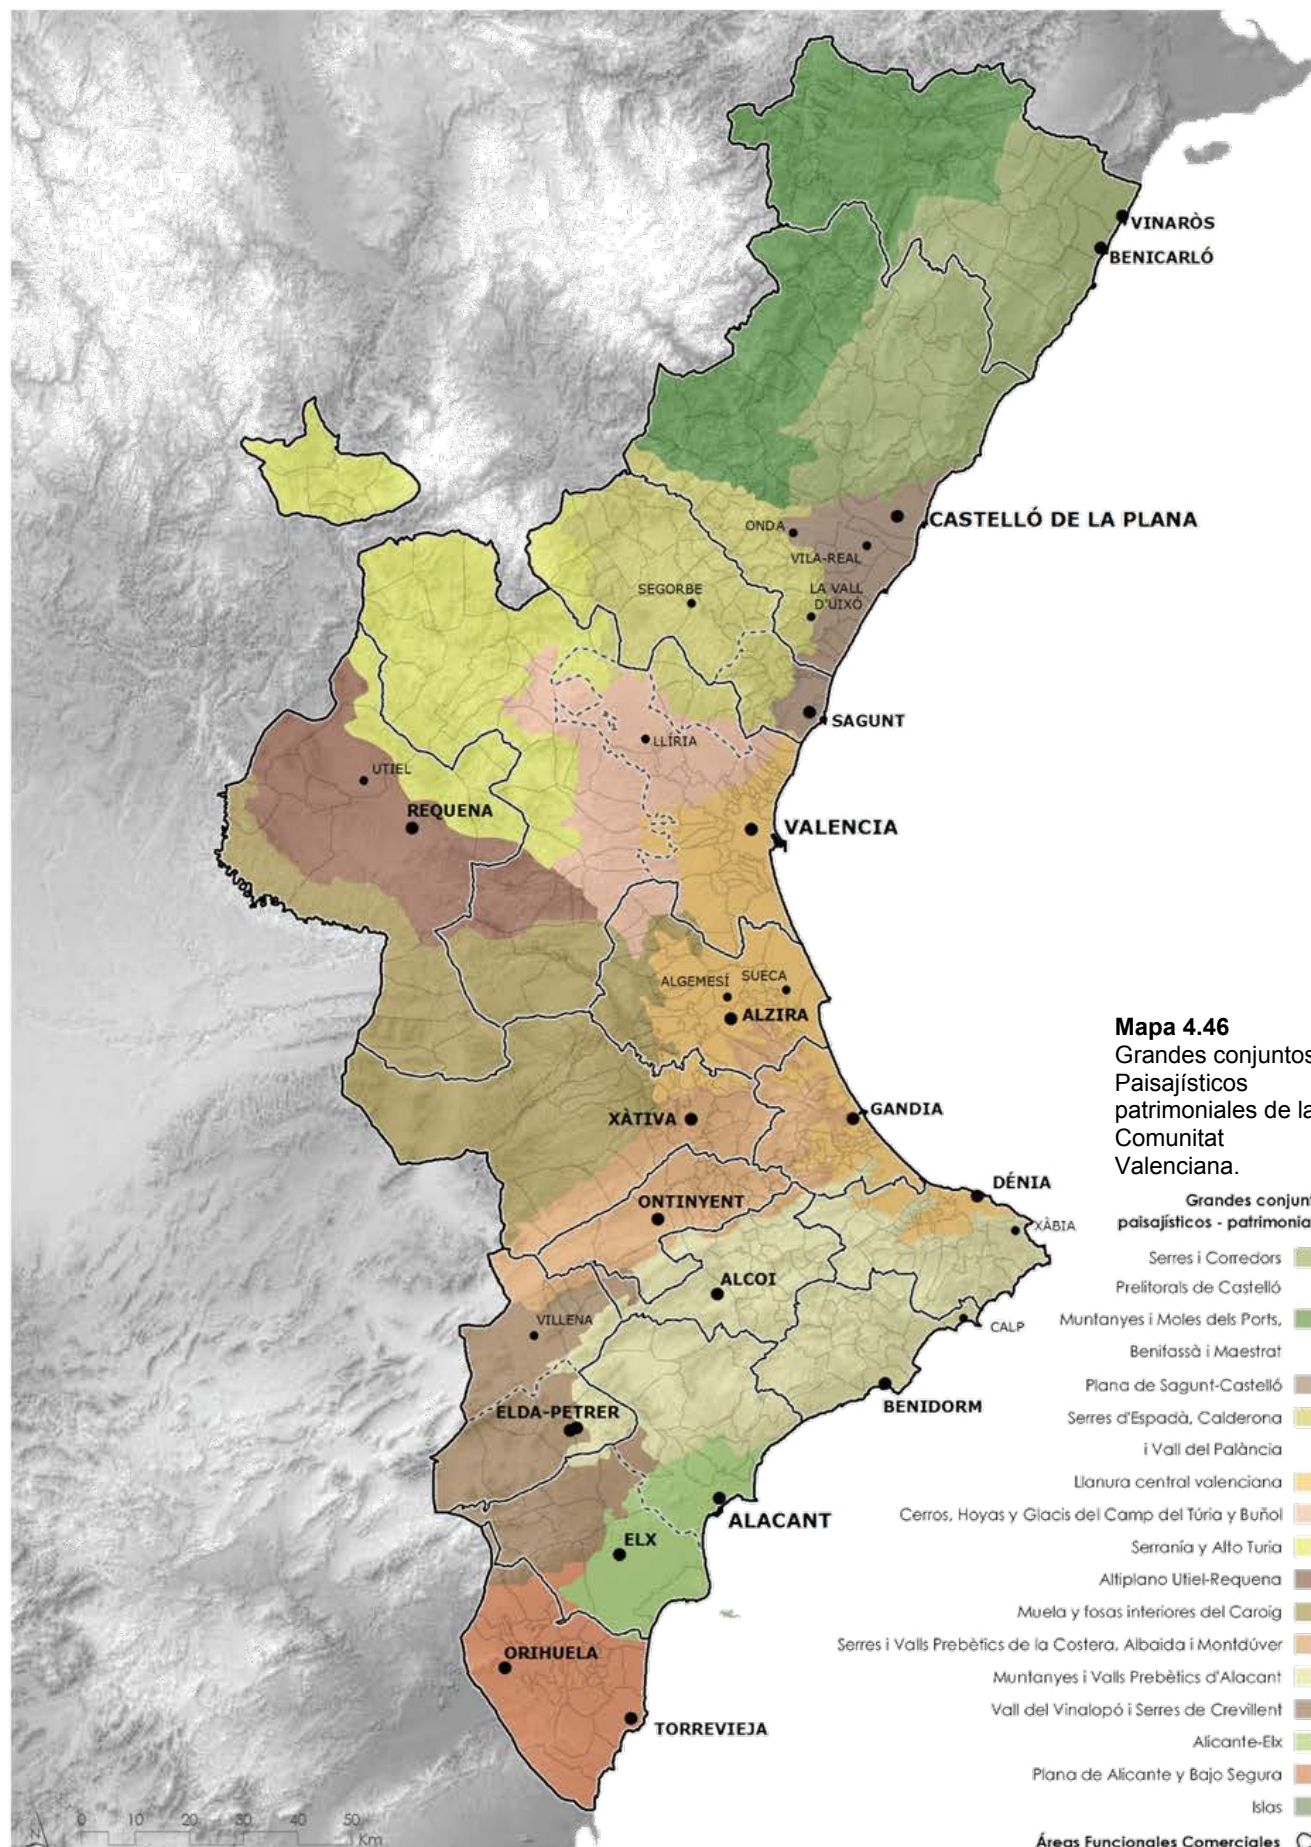 VINARÒS
BENICARLÓ
CASTELLÓ DE LA PLANA
ONDA
VILA-REAL
SEGORBE
LA VALL
D'UIXÓ
SAGUNT
LLÍRIA
UTIEL
REQUENA
VALENCIA
ALGEMESÍ
SUECA
ALZIRA
Mapa 4.46
Grandes conjuntos
Paisajísticos
patrimoniales de la
Comunitat
Valenciana.
XÀTIVA
GANDIA
DÉNIA
ONTINYENT
XÀBIA
ALCOI
VILLENA
CALP
BENIDORM
ELDA-PETRER
ALACANT
ELX
ORIHUELA
TORREVIEJA
Grandes conjunt
paisajísticos - patrimonia
Serres i Corredors
Prelitorals de Castelló
Muntanyes i Moles dels Ports,
Benifassà i Maestrat
Plana de Sagunt-Castelló
Serres d'Espadà, Calderona
i Vall del Palància
Llanura central valenciana
Cerros, Hoyas y Glacis del Camp del Túria y Buñol
Serranía y Alto Turia
Altiplano Utiel-Requena
Muela y fosas interiores del Caroig
Serres i Valls Prebètics de la Costera, Albaida i Montdúver
Muntanyes i Valls Prebètics d'Alacant
Vall del Vinalopó i Serres de Crevillent
Alicante-Elx
Plana de Alicante y Bajo Segura
Islas
Áreas Funcionales Comerciales
N
0 10 20 30 40 50
Km